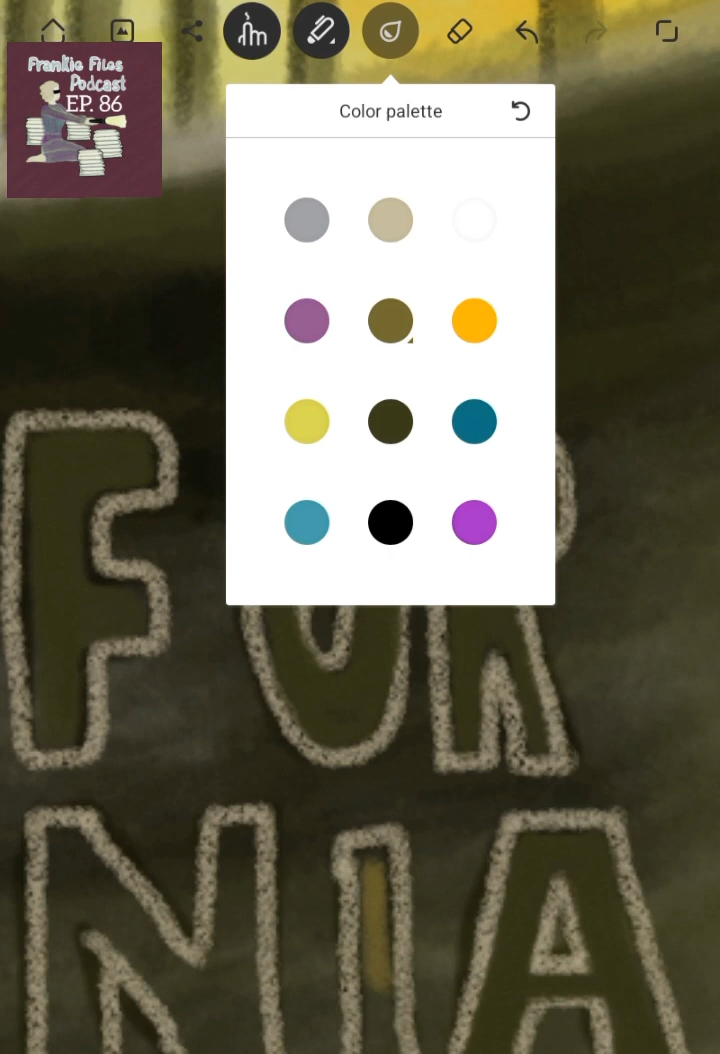 Frankie Files
Podcast
EP. 86
Color palette
FOR
NIA